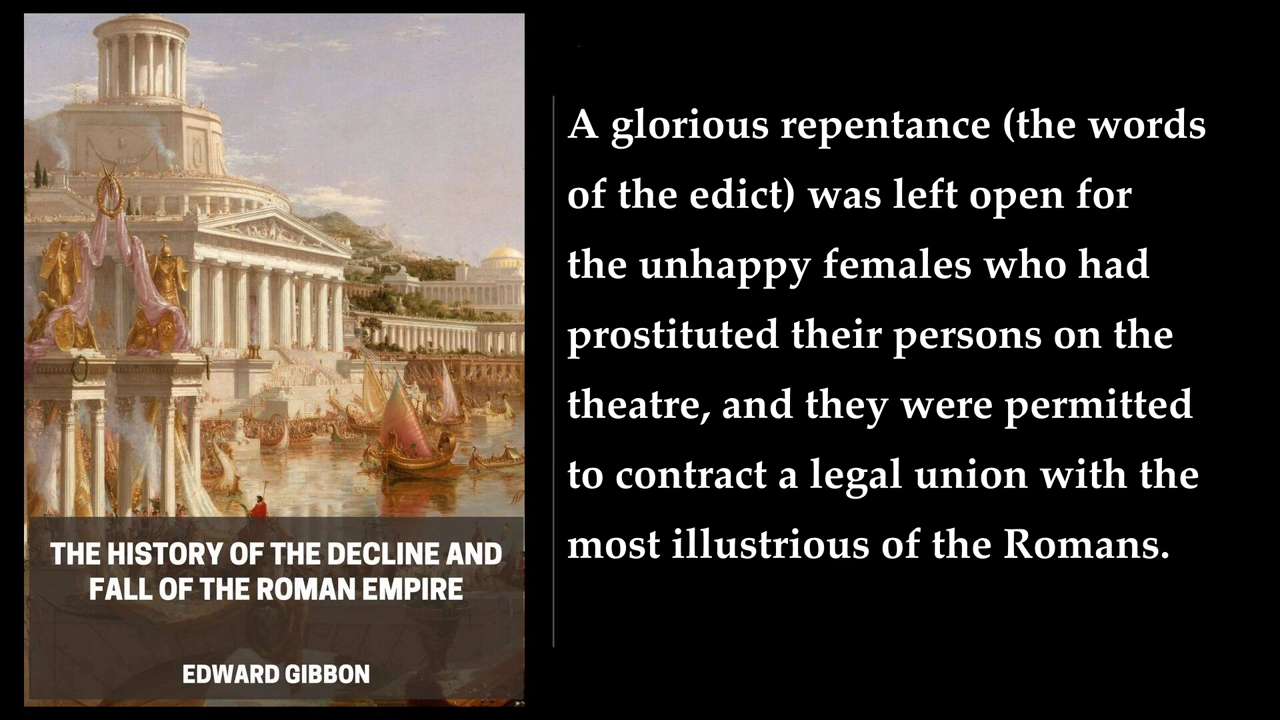 THE HISTORY OF THE DECLINE AND
FALL OF THE ROMAN EMPIRE
EDWARD GIBBON
A glorious repentance (the words
of the edict) was left open for
the unhappy females who had
prostituted their persons on the
theatre, and they were permitted
to contract a legal union with the
most illustrious of the Romans.